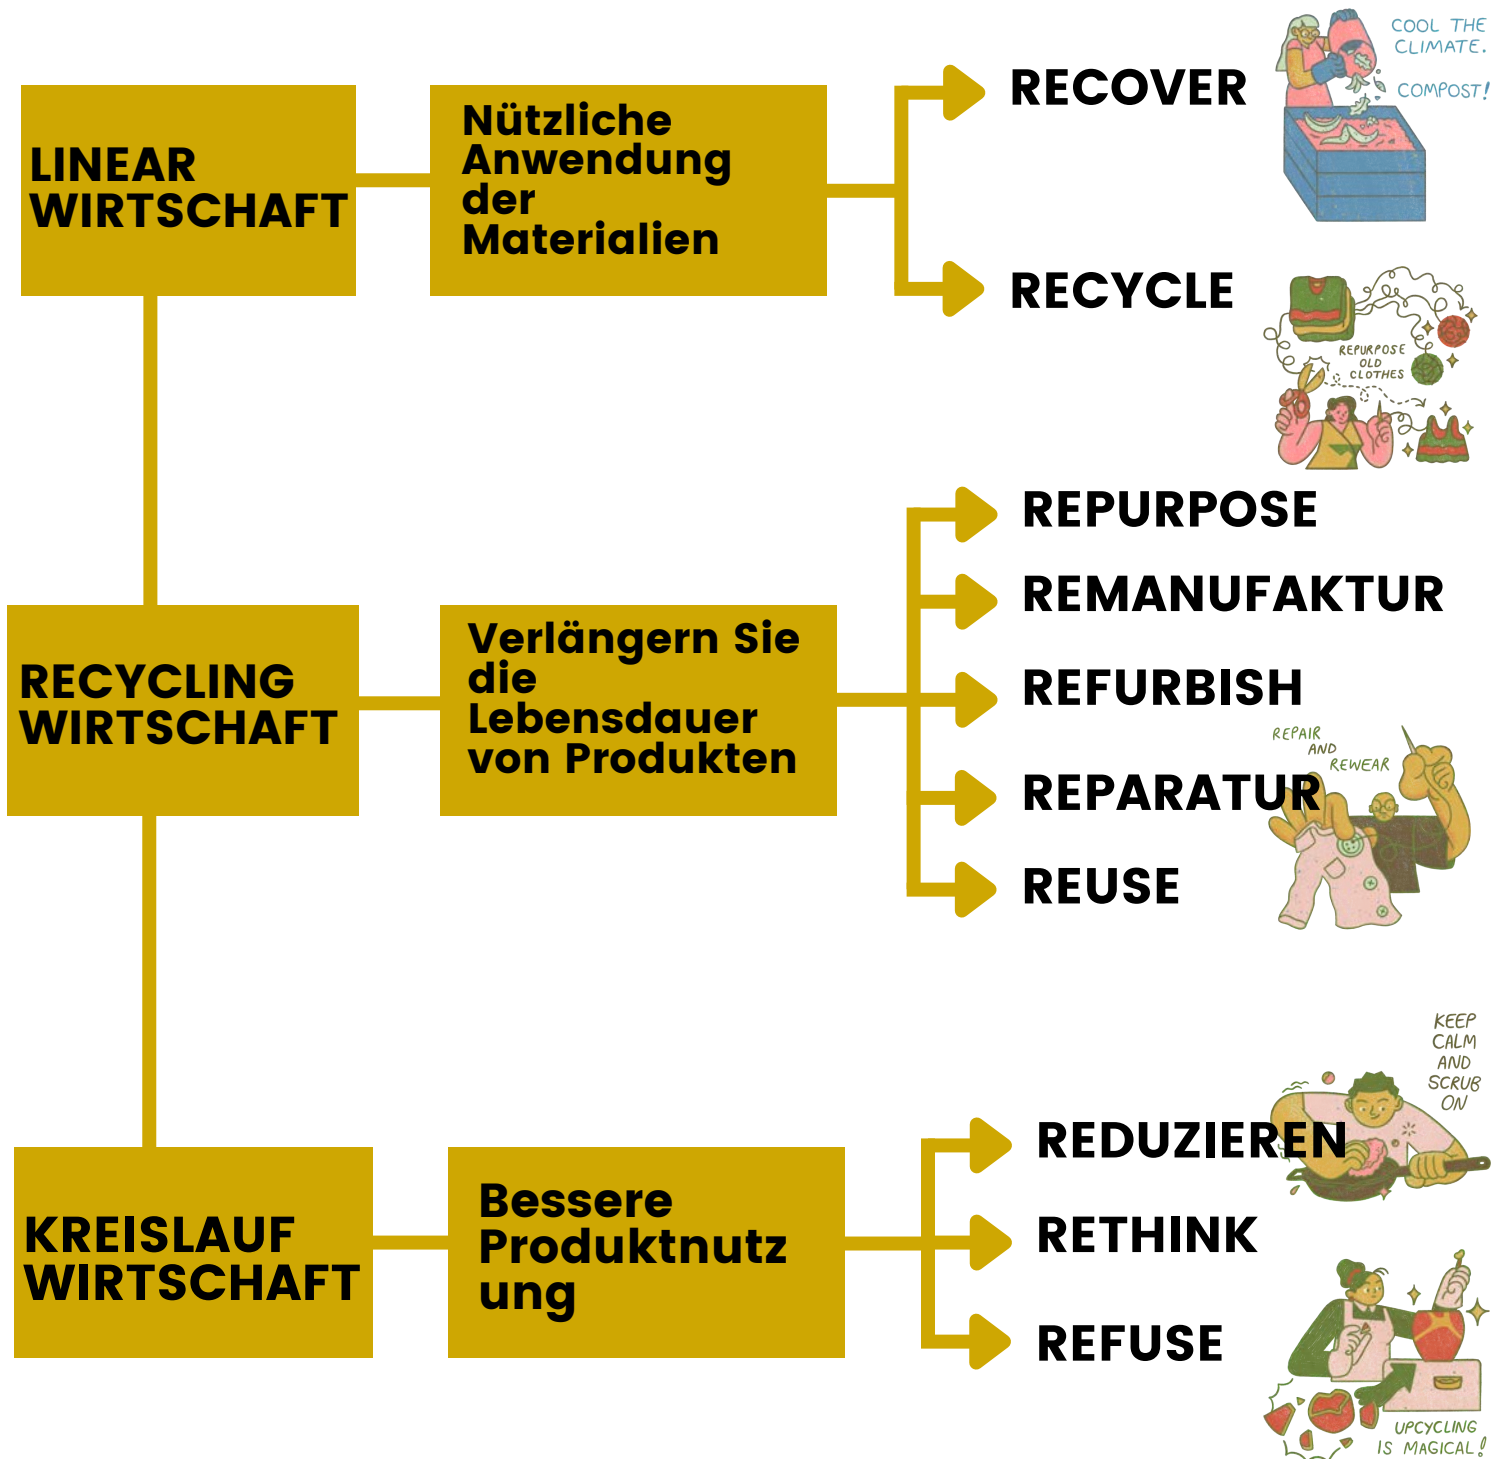 LINEAR
WIRTSCHAFT
Nützliche
Anwendung
der
Materialien
RECOVER
COOL THE
CLIMATE.
COMPOST!
RECYCLE
REPURPOSE
OLD
CLOTHES
RECYCLING
WIRTSCHAFT
Verlängern Sie
die
Lebensdauer
von Produkten
REPURPOSE
REMANUFAKTUR
REFURBISH
REPAIR
AND
REWEAR
REPARATUR
REUSE
KREISLAUF
WIRTSCHAFT
Bessere
Produktnutz
ung
KEEP
CALM
AND
SCRUB
ON
REDUZIEREN
RETHINK
REFUSE
UPCYCLING
IS MAGICAL!